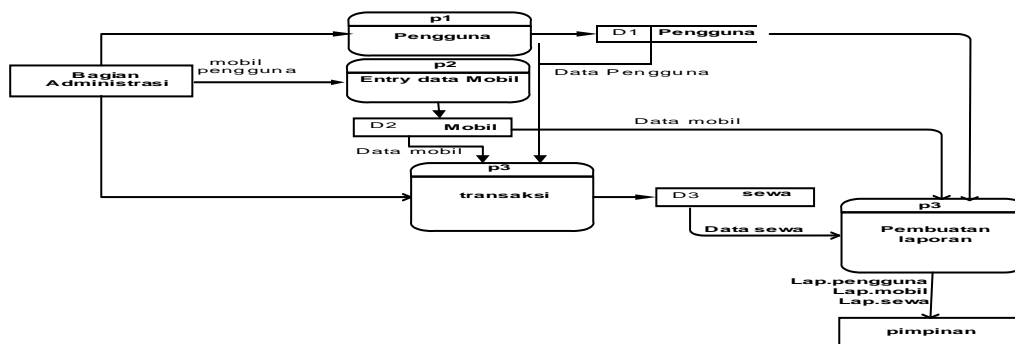 p1
Pengguna
D1 Pengguna
mobil
pengguna
Bagian
Administrasi
p2
Entry data Mobil
Data Pengguna
D2 Mobil
Data mobil
Data mobil
p3
transaksi
D3 sewa
Data sewa
p3
Pembuatan
laporan
Lap.pengguna
Lap.mobil
Lap.sewa
pimpinan